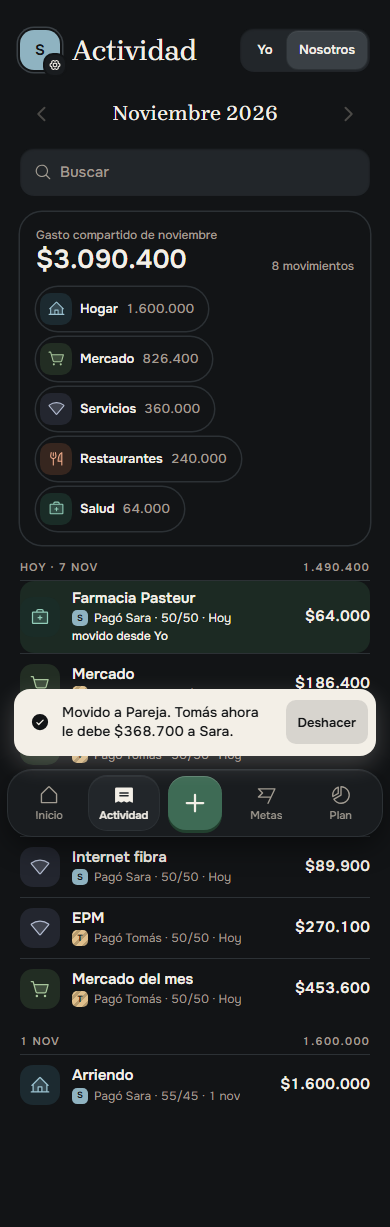 S
Actividad
Yo
Nosotros
Noviembre 2026
Buscar
Gasto compartido de noviembre
$3.090.400
8 movimientos
Hogar 1.600.000
Mercado 826.400
Servicios 360.000
Restaurantes 240.000
Salud 64.000
HOY · 7 NOV
1.490.400
Farmacia Pasteur
S Pagó Sara · 50/50 · Hoy
movido desde Yo
$64.000
Mercado
$186.400
Movido a Pareja. Tomás ahora
le debe $368.700 a Sara.
Deshacer
Inicio
Actividad
Metas
Plan
Internet fibra
S Pagó Sara · 50/50 · Hoy
$89.900
EPM
T Pagó Tomás · 50/50 · Hoy
$270.100
Mercado del mes
T Pagó Tomás · 50/50 · Hoy
$453.600
1 NOV
1.600.000
Arriendo
S Pagó Sara · 55/45 · 1 nov
$1.600.000